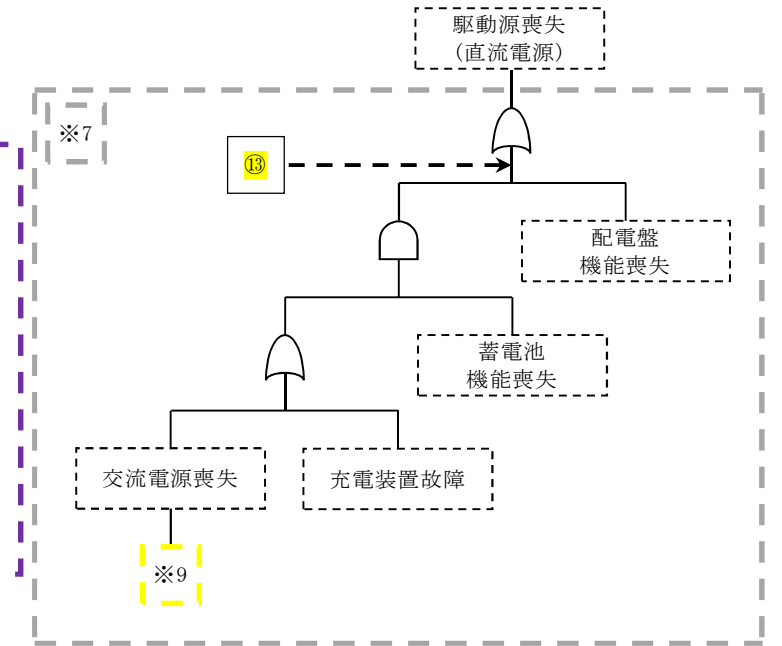 駆動源喪失
(直流電源)
※7
⑬
配電盤
機能喪失
蓄電池
機能喪失
交流電源喪失
充電装置故障
※9